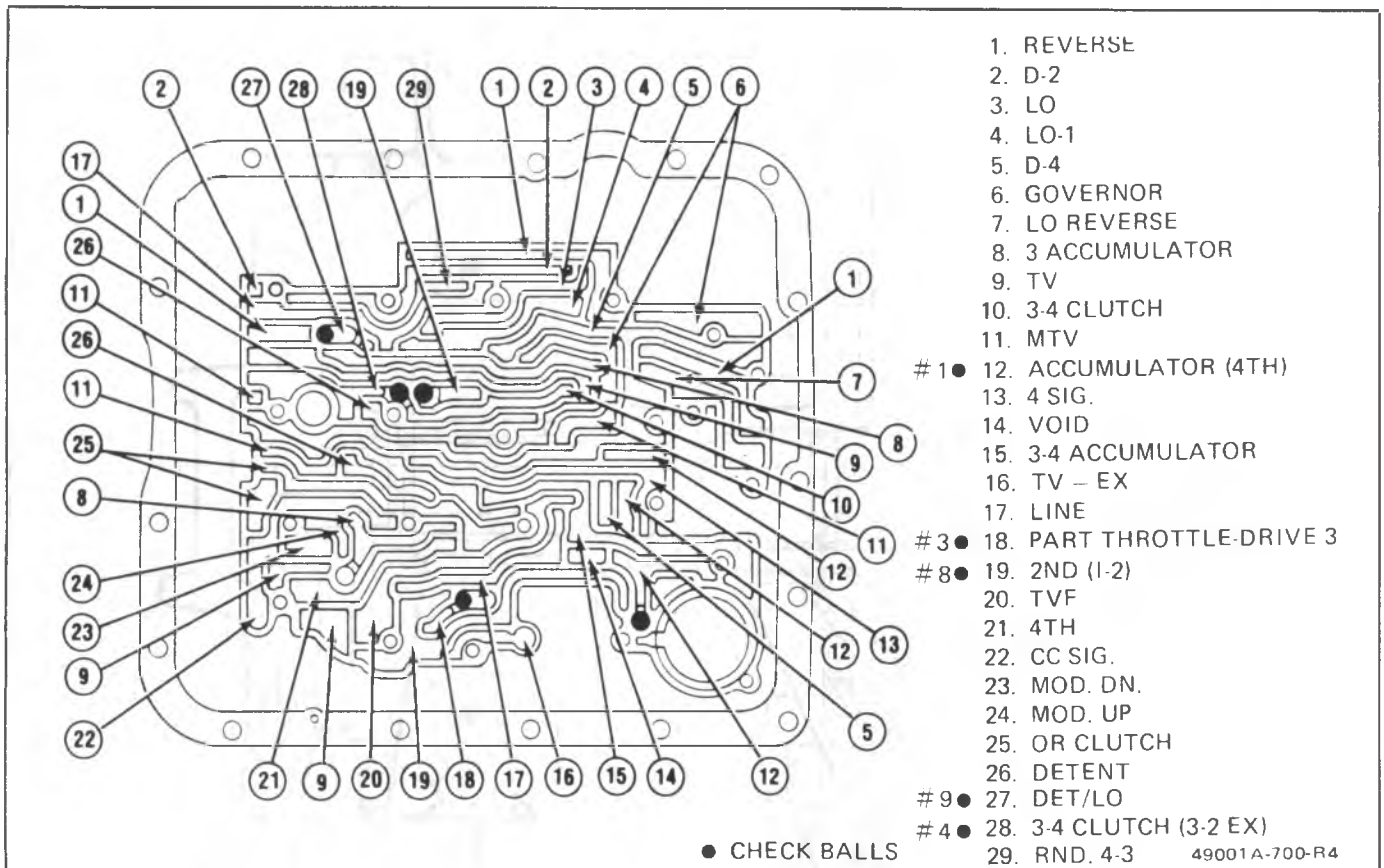 2 27 28 19 29 1 2 3 4 5 6
17
1
26
11
26
11
25
8
24
23
9
22
1
7
8
9
10
11
12
13
12
5
21 9 20 19 18 17 16 15 14 12
1. REVERSE
2. D-2
3. LO
4. LO-1
5. D-4
6. GOVERNOR
7. LO REVERSE
8. 3 ACCUMULATOR
9. TV
10. 3-4 CLUTCH
11. MTV
#1● 12. ACCUMULATOR (4TH)
13. 4 SIG.
14. VOID
15. 3-4 ACCUMULATOR
16. TV – EX
17. LINE
#3● 18. PART THROTTLE-DRIVE 3
#8● 19. 2ND (1-2)
20. TVF
21. 4TH
22. CC SIG.
23. MOD. DN.
24. MOD. UP
25. OR CLUTCH
26. DETENT
#9● 27. DET/LO
#4● 28. 3-4 CLUTCH (3-2 EX)
29. RND. 4-3
● CHECK BALLS
49001A-700-R4